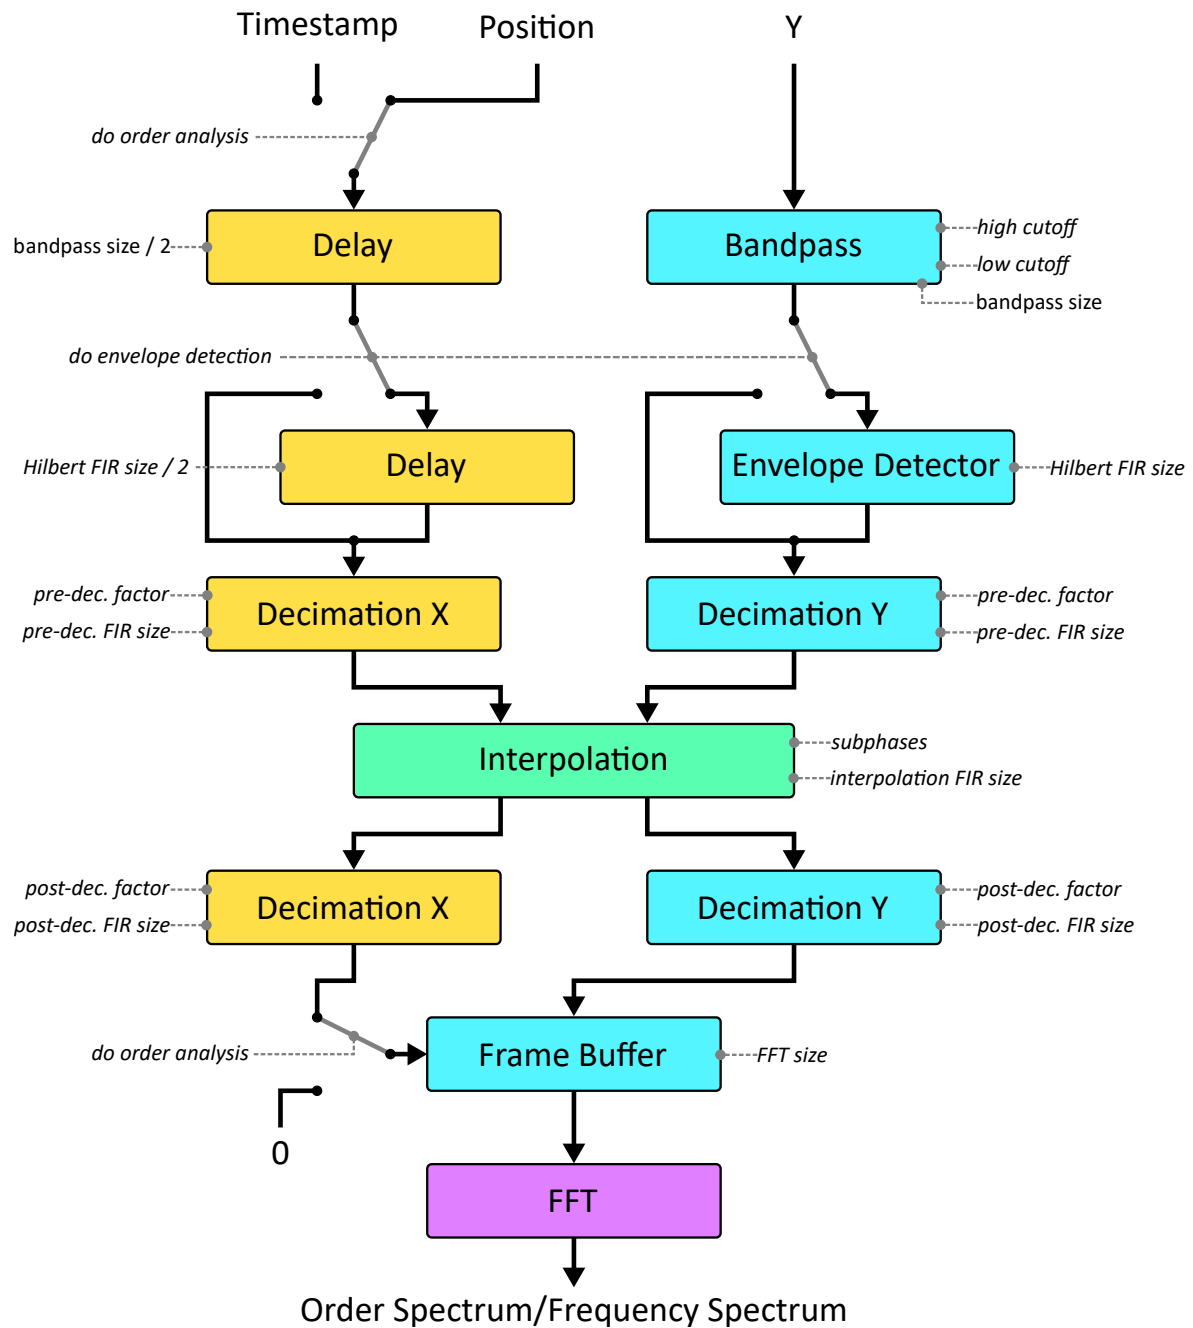 Timestamp
Position
Y
do order analysis
Delay
Bandpass
bandpass size / 2
high cutoff
low cutoff
bandpass size
do envelope detection
Delay
Envelope Detector
Hilbert FIR size / 2
Hilbert FIR size
pre-dec. factor
pre-dec. FIR size
Decimation X
Decimation Y
pre-dec. factor
pre-dec. FIR size
Interpolation
subphases
interpolation FIR size
post-dec. factor
post-dec. FIR size
Decimation X
Decimation Y
post-dec. factor
post-dec. FIR size
do order analysis
Frame Buffer
FFT size
0
FFT
Order Spectrum/Frequency Spectrum